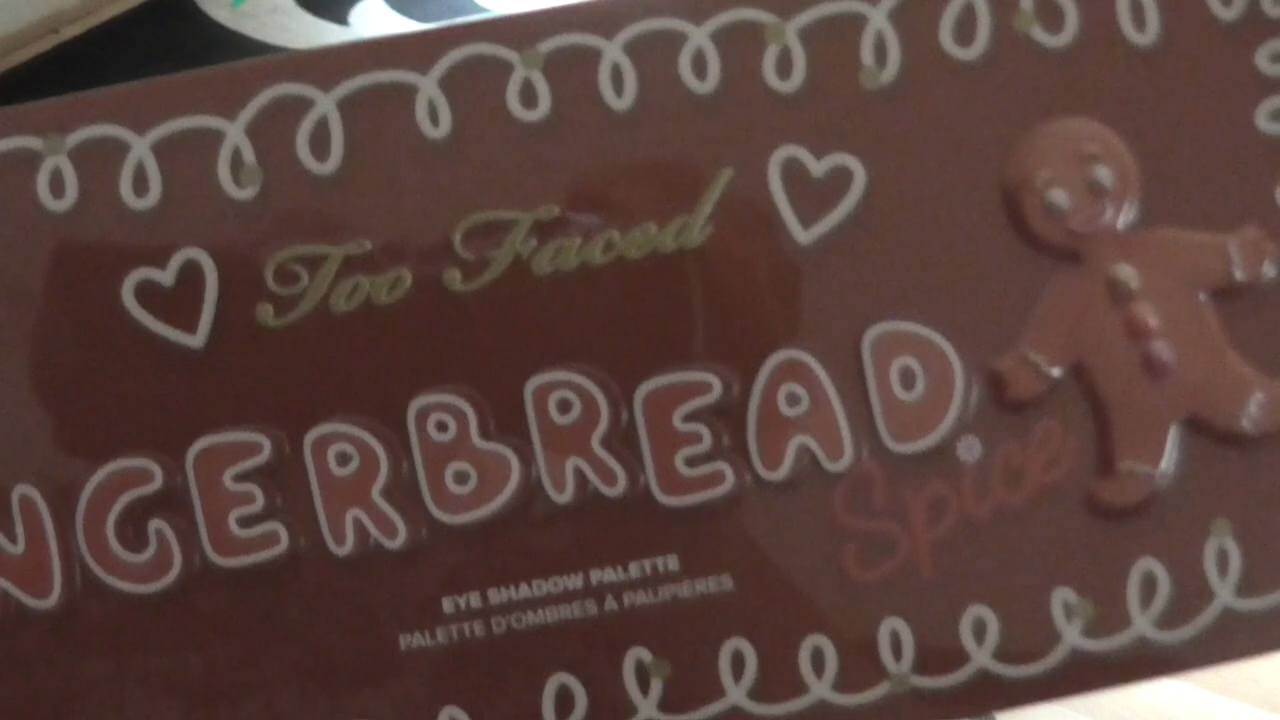 Too Faced
NGERBREAD
Spice
EYE SHADOW PALETTE
PALETTE D'OMBRES À PAUPIÈRES